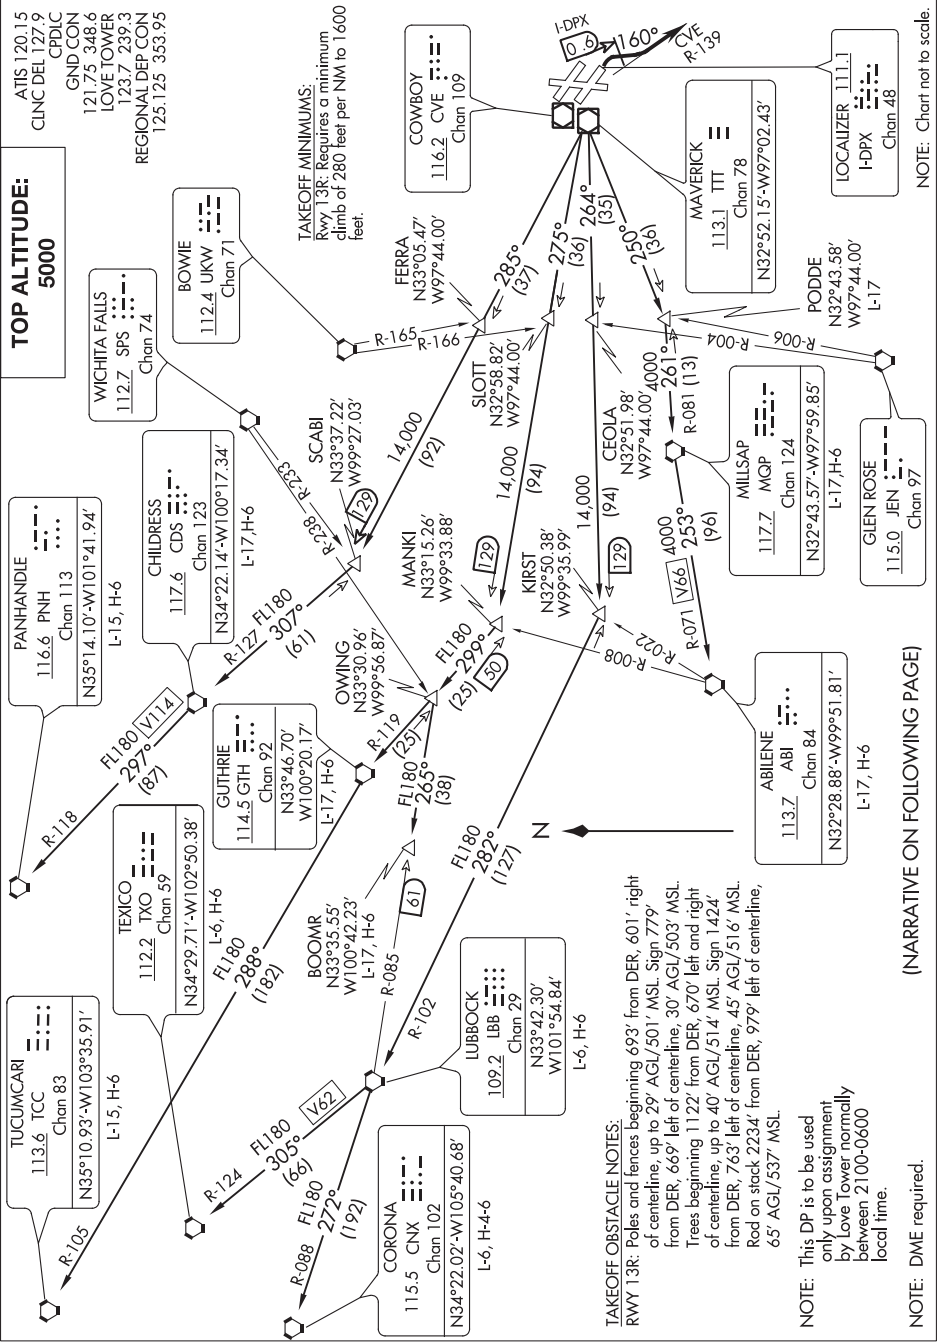 ATIS 120.15
CLNC DEL 127.9
CPDLC
GND CON
121.75 348.6
LOVE TOWER
123.7 239.3
REGIONAL DEP CON
125.125 353.95
TOP ALTITUDE:
5000
TAKEOFF MINIMUMS:
Rwy 13R: Requires a minimum
climb of 280 feet per NM to 1600
feet.
I-DPX
0.6
160°
CVE
R-139
COWBOY
116.2 CVE
Chan 109
LOCALIZER 111.1
I-DPX
Chan 48
MAVERICK
113.1 TTT
Chan 78
N32°52.15'-W97°02.43'
NOTE: Chart not to scale.
BOWIE
112.4 UKW
Chan 71
WICHITA FALLS
112.7 SPS
Chan 74
FERRA
N33°05.47'
W97°44.00'
285°
(37)
275°
(36)
264°
(35)
250°
(36)
R-165
R-166
SLOTT
N32°58.82'
W97°44.00'
CEOLA
N32°51.98'
W97°44.00'
PODDE
N32°43.58'
W97°44.00'
L-17
R-004
R-006
GLEN ROSE
115.0 JEN
Chan 97
4000
261°
(13)
R-081
MILLSAP
117.7 MQP
Chan 124
N32°43.57'-W97°59.85'
L-17,H-6
14,000
(92)
14,000
(94)
14,000
(94)
4000
253°
(96)
V66
R-071
SCABI
N33°37.22'
W99°27.03'
129
R-233
R-238
MANKI
N33°15.26'
W99°33.88'
129
KIRST
N32°50.38'
W99°35.99'
129
R-022
R-008
ABILENE
113.7 ABI
Chan 84
N32°28.88'-W99°51.81'
L-17, H-6
CHILDRESS
117.6 CDS
Chan 123
N34°22.14'-W100°17.34'
L-17,H-6
PANHANDLE
116.6 PNH
Chan 113
N35°14.10'-W101°41.94'
L-15, H-6
FL180
307°
(61)
R-127
FL180
297°
(87)
V114
R-118
OWING
N33°30.96'
W99°56.87'
FL180
299°
(25)
50
R-119
(25)
GUTHRIE
114.5 GTH
Chan 92
N33°46.70'
W100°20.17'
L-17, H-6
FL180
265°
(38)
BOOMR
N33°35.55'
W100°42.23'
L-17, H-6
61
R-085
N
FL180
282°
(127)
R-102
TEXICO
112.2 TXO
Chan 59
N34°29.71'-W102°50.38'
L-6, H-6
FL180
288°
(182)
R-105
TUCUMCARI
113.6 TCC
Chan 83
N35°10.93'-W103°35.91'
L-15, H-6
LUBBOCK
109.2 LBB
Chan 29
N33°42.30'
W101°54.84'
L-6, H-6
V62
FL180
305°
(66)
R-124
FL180
272°
(192)
R-088
CORONA
115.5 CNX
Chan 102
N34°22.02'-W105°40.68'
L-6, H-4-6
TAKEOFF OBSTACLE NOTES:
RWY 13R: Poles and fences beginning 693' from DER, 601' right
of centerline, up to 29' AGL/501' MSL. Sign 779'
from DER, 669' left of centerline, 30' AGL/503' MSL.
Trees beginning 1122' from DER, 670' left and right
of centerline, up to 40' AGL/514' MSL. Sign 1424'
from DER, 763' left of centerline, 45' AGL/516' MSL.
Rod on stack 2234' from DER, 979' left of centerline,
65' AGL/537' MSL.
NOTE: This DP is to be used
only upon assignment
by Love Tower normally
between 2100-0600
local time.
NOTE: DME required.
(NARRATIVE ON FOLLOWING PAGE)